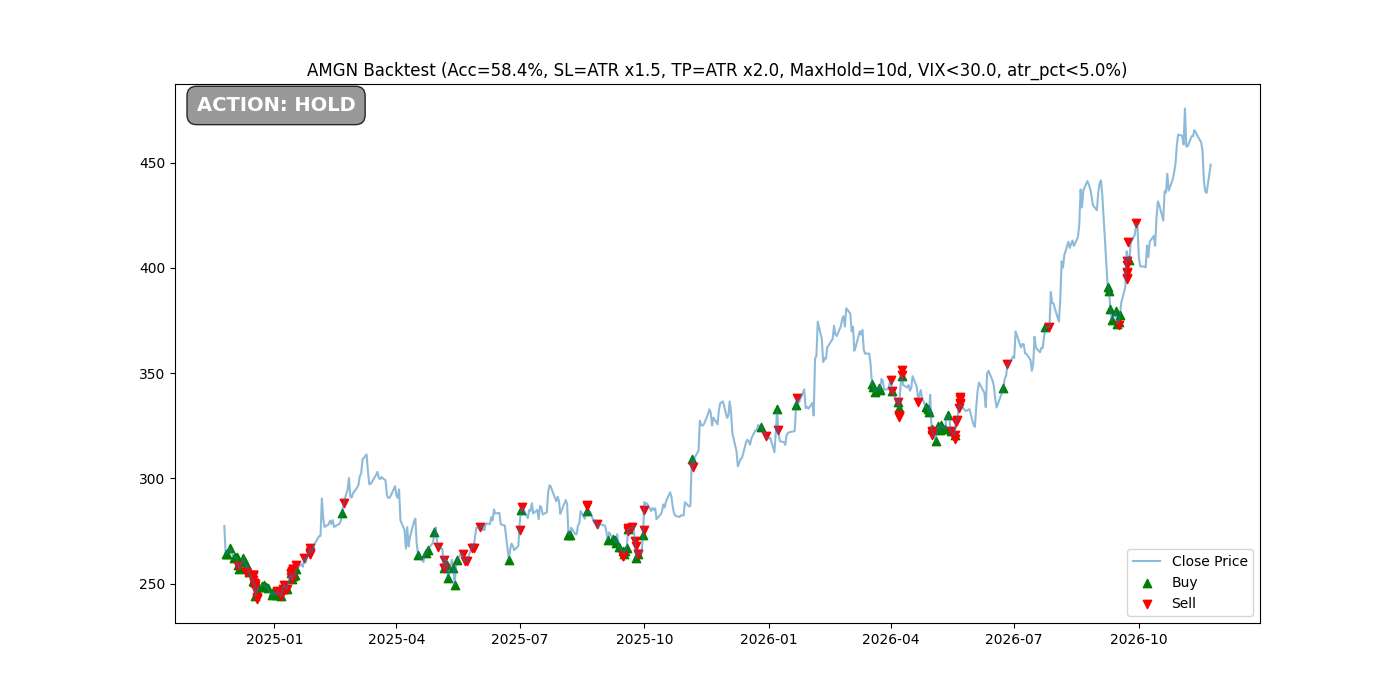 AMGN Backtest (Acc=58.4%, SL=ATR x1.5, TP=ATR x2.0, MaxHold=10d, VIX<30.0, atr_pct<5.0%)
ACTION: HOLD
450
400
350
300
250
2025-01
2025-04
2025-07
2025-10
2026-01
2026-04
2026-07
2026-10
Close Price
Buy
Sell